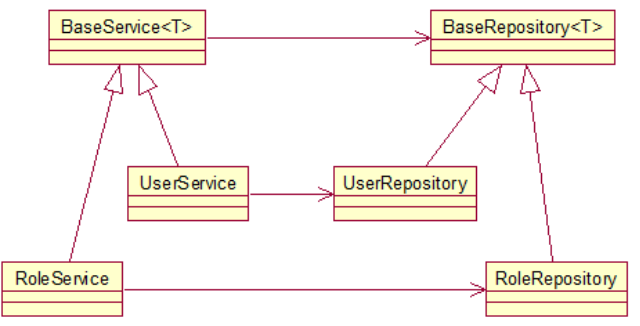 BaseService<T>
BaseRepository<T>
UserService
UserRepository
RoleService
RoleRepository